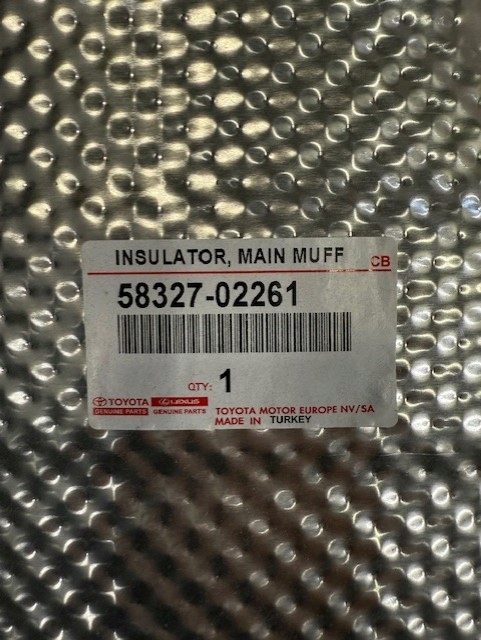 INSULATOR, MAIN MUFF
CB
58327-02261
QTY: 1
TOYOTA LEXUS
GENUINE PARTS GENUINE PARTS
TOYOTA MOTOR EUROPE NV/SA
MADE IN TURKEY